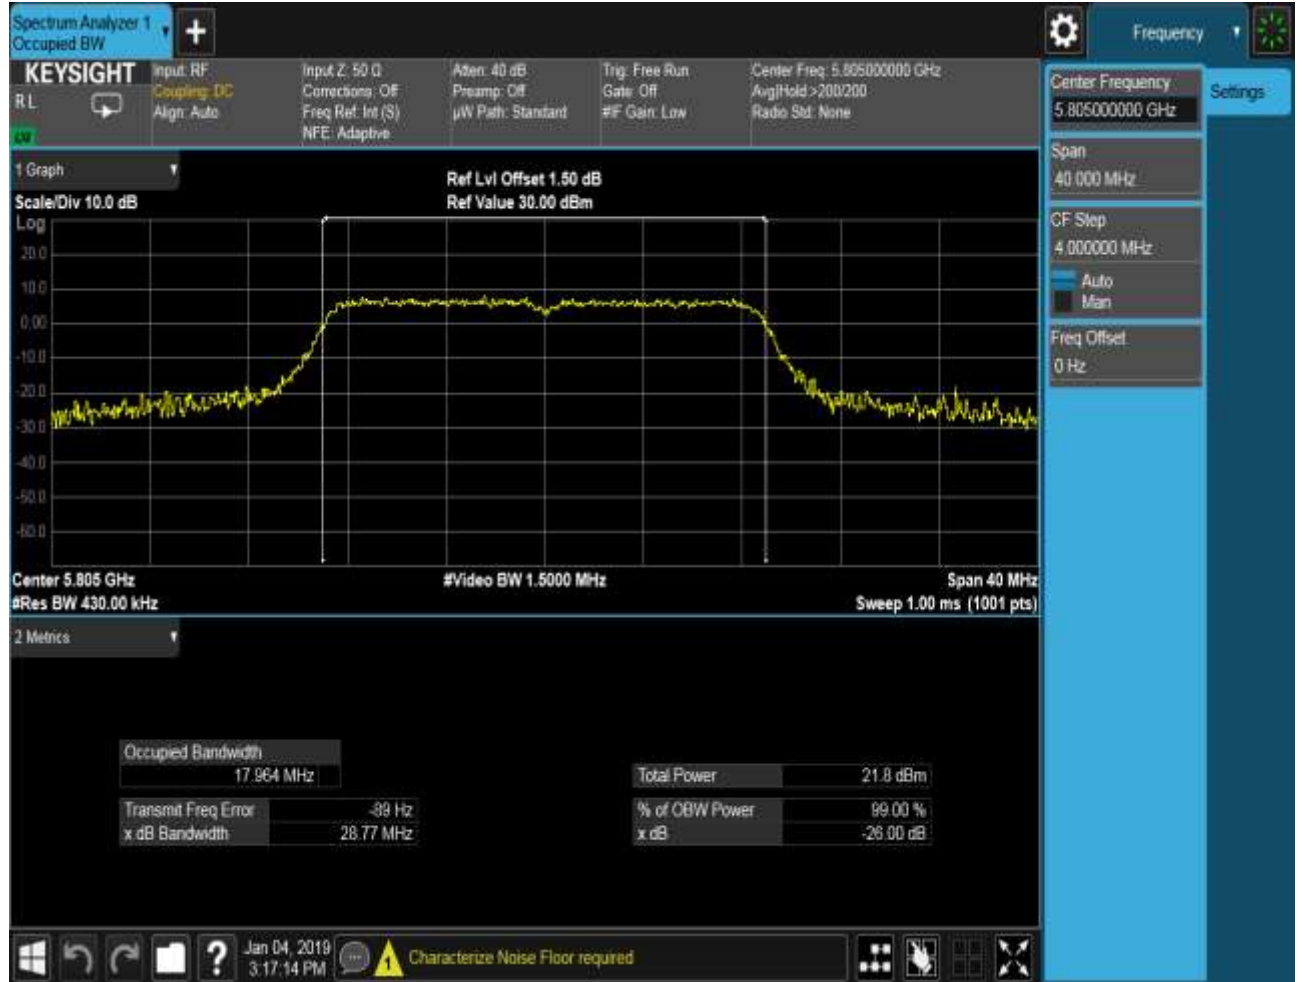 Spectrum Analyzer 1
Occupied BW
Frequency
KEYSIGHT
RL
Input: RF
Coupling: DC
Align: Auto
Input Z: 50 Ω
Corrections: Off
Freq Ref: Int (S)
NFE: Adaptive
Atten: 40 dB
Preamp: Off
µW Path: Standard
Trig: Free Run
Gate: Off
#IF Gain: Low
Center Freq: 5.805000000 GHz
Avg|Hold:>200/200
Radio Std: None
Center Frequency
5.805000000 GHz
Settings
Span
40.000 MHz
CF Step
4.000000 MHz
Auto
Man
Freq Offset
0 Hz
1 Graph
Scale/Div 10.0 dB
Ref Lvl Offset 1.50 dB
Ref Value 30.00 dBm
Log
20.0
10.0
0.00
-10.0
-20.0
-30.0
-40.0
-50.0
-60.0
Center 5.805 GHz
#Video BW 1.5000 MHz
Span 40 MHz
#Res BW 430.00 kHz
Sweep 1.00 ms (1001 pts)
2 Metrics
Occupied Bandwidth
17.964 MHz
Total Power 21.8 dBm
Transmit Freq Error -89 Hz
% of OBW Power 99.00 %
x dB Bandwidth 28.77 MHz
x dB -26.00 dB
Jan 04, 2019
3:17:14 PM
1
Characterize Noise Floor required